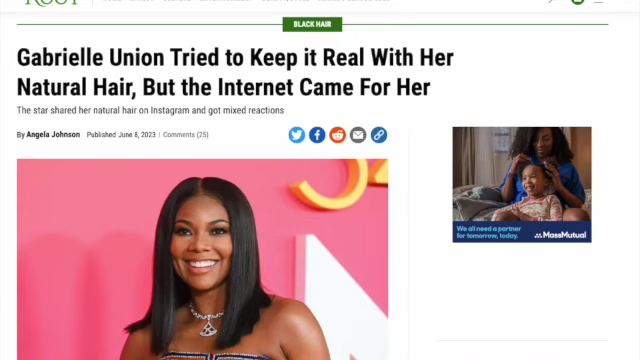 BLACK HAIR
Gabrielle Union Tried to Keep it Real With Her
Natural Hair, But the Internet Came For Her
The star shared her natural hair on Instagram and got mixed reactions
By Angela Johnson Published June 8, 2023 | Comments (25)
We all need a partner
for tomorrow, today.
MassMutual